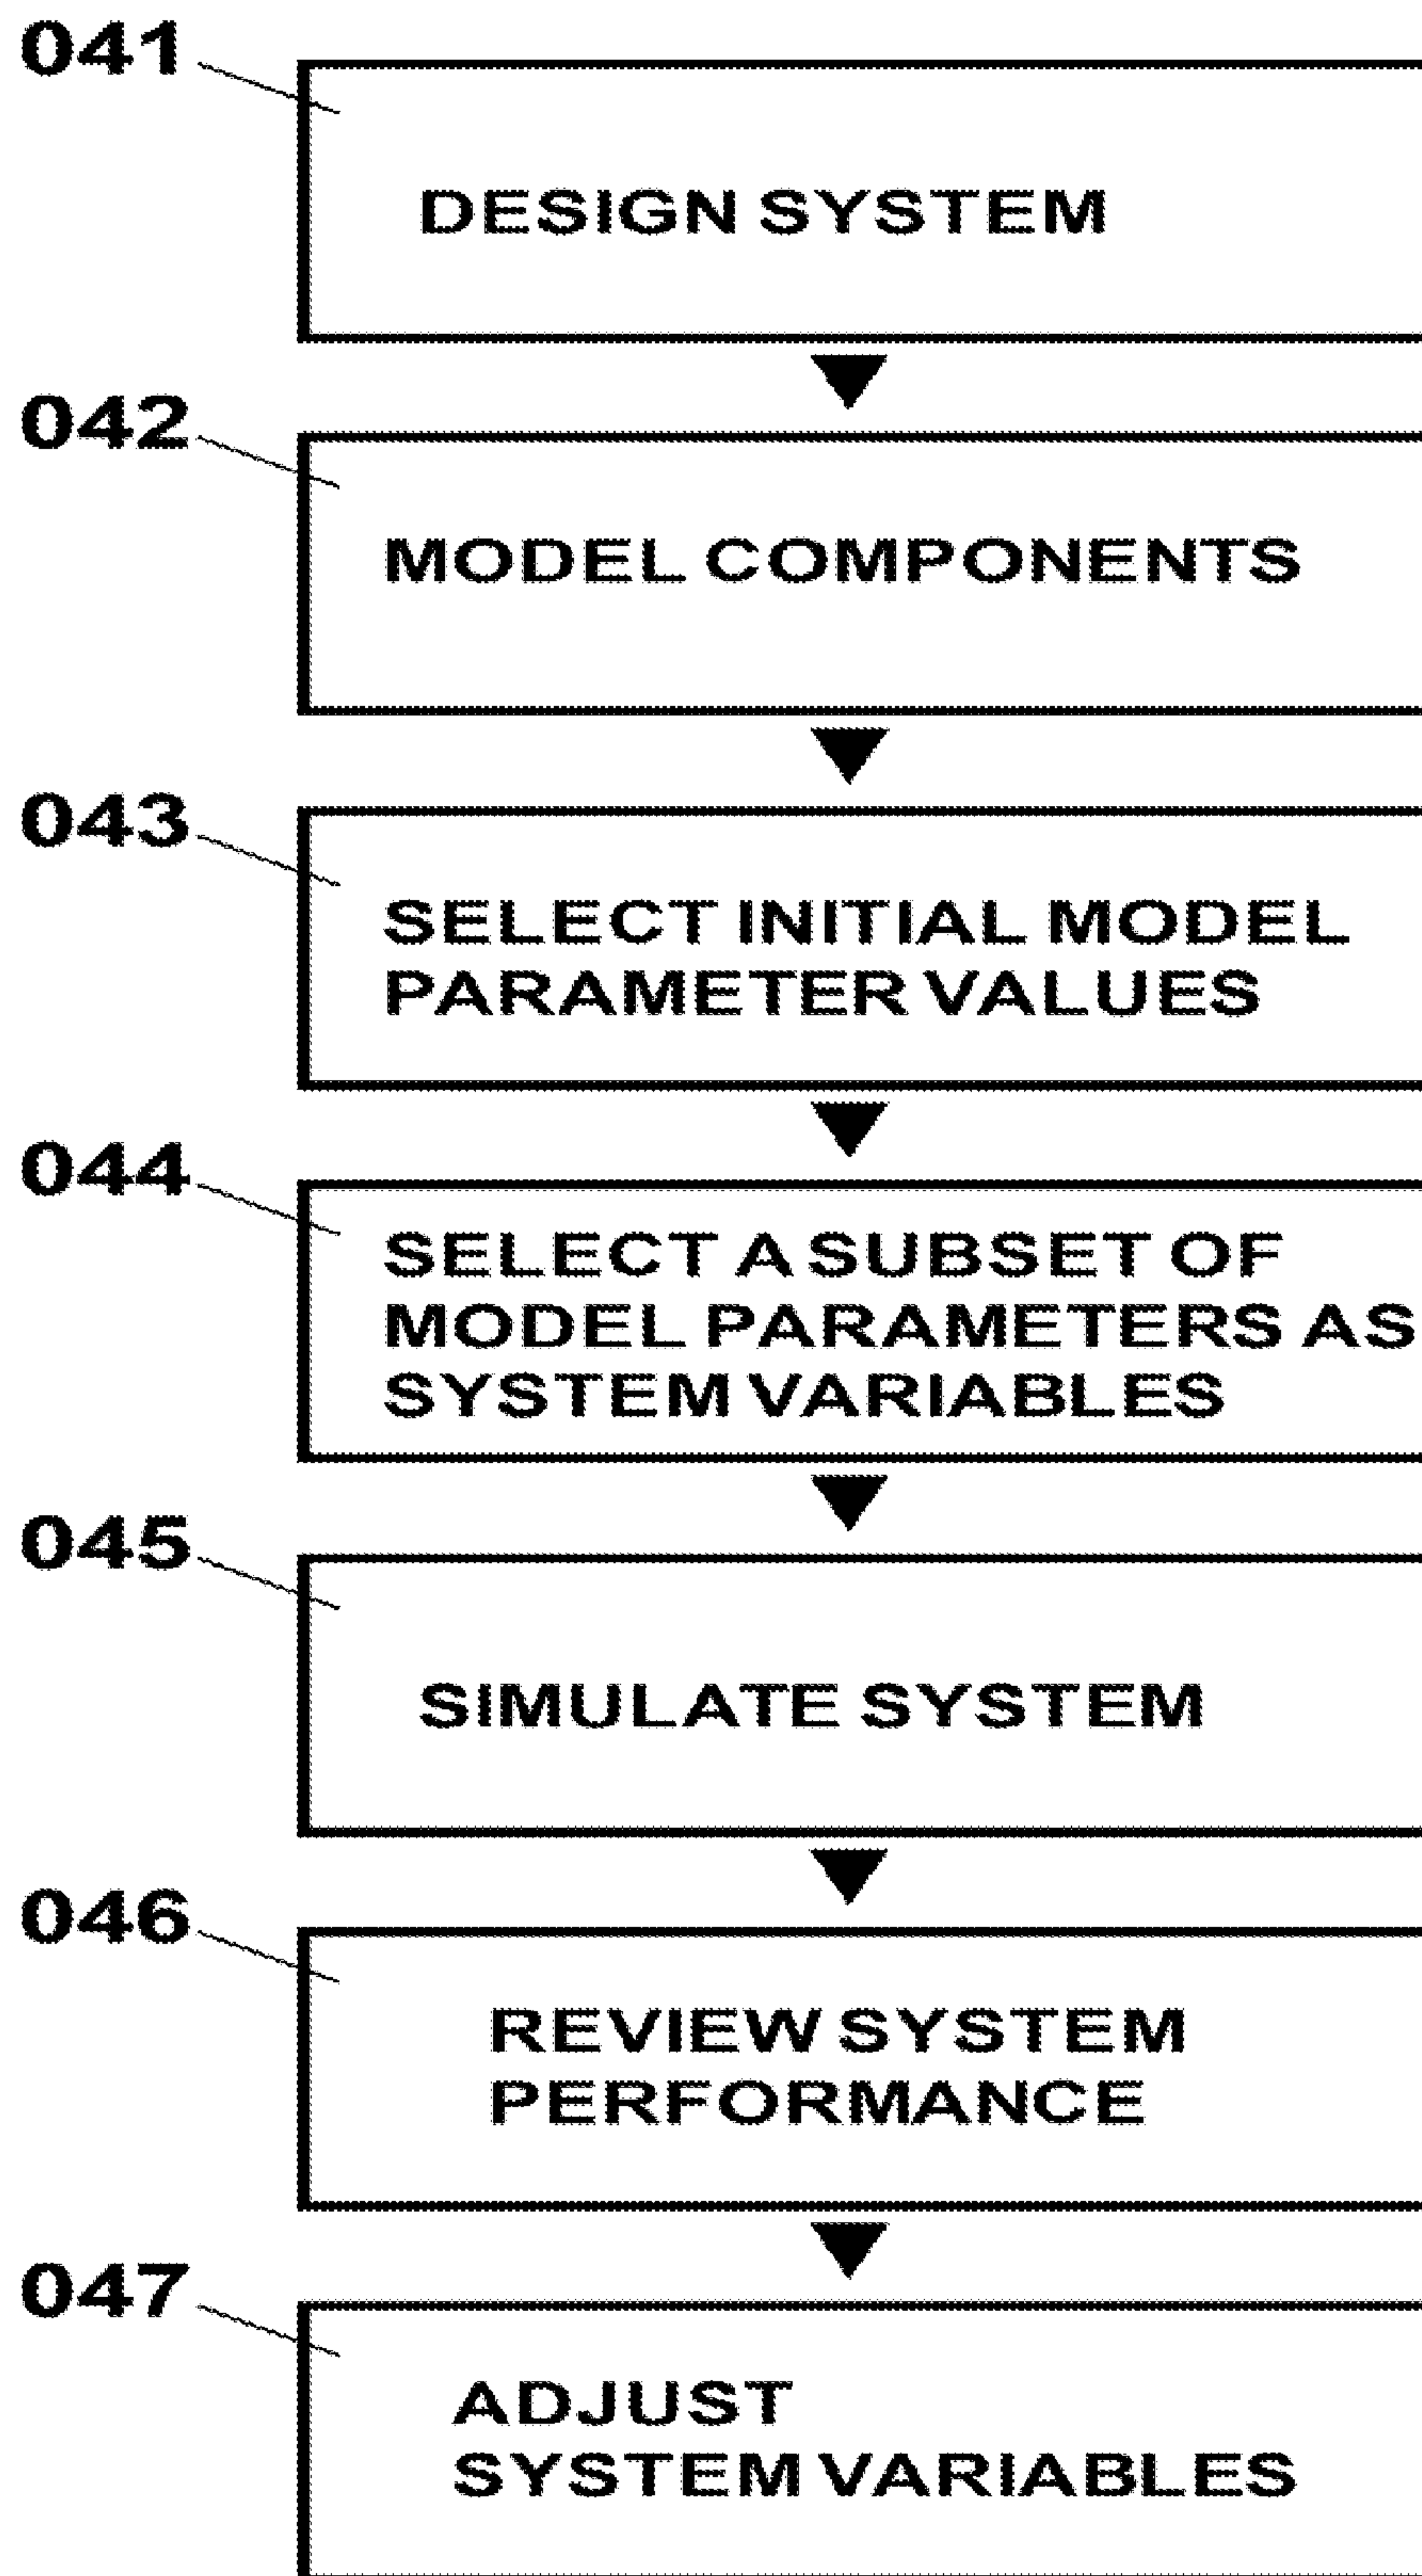 041
DESIGN SYSTEM
042
MODEL COMPONENTS
043
SELECT INITIAL MODEL
PARAMETER VALUES
044
SELECT A SUBSET OF
MODEL PARAMETERS AS
SYSTEM VARIABLES
045
SIMULATE SYSTEM
046
REVIEW SYSTEM
PERFORMANCE
047
ADJUST
SYSTEM VARIABLES